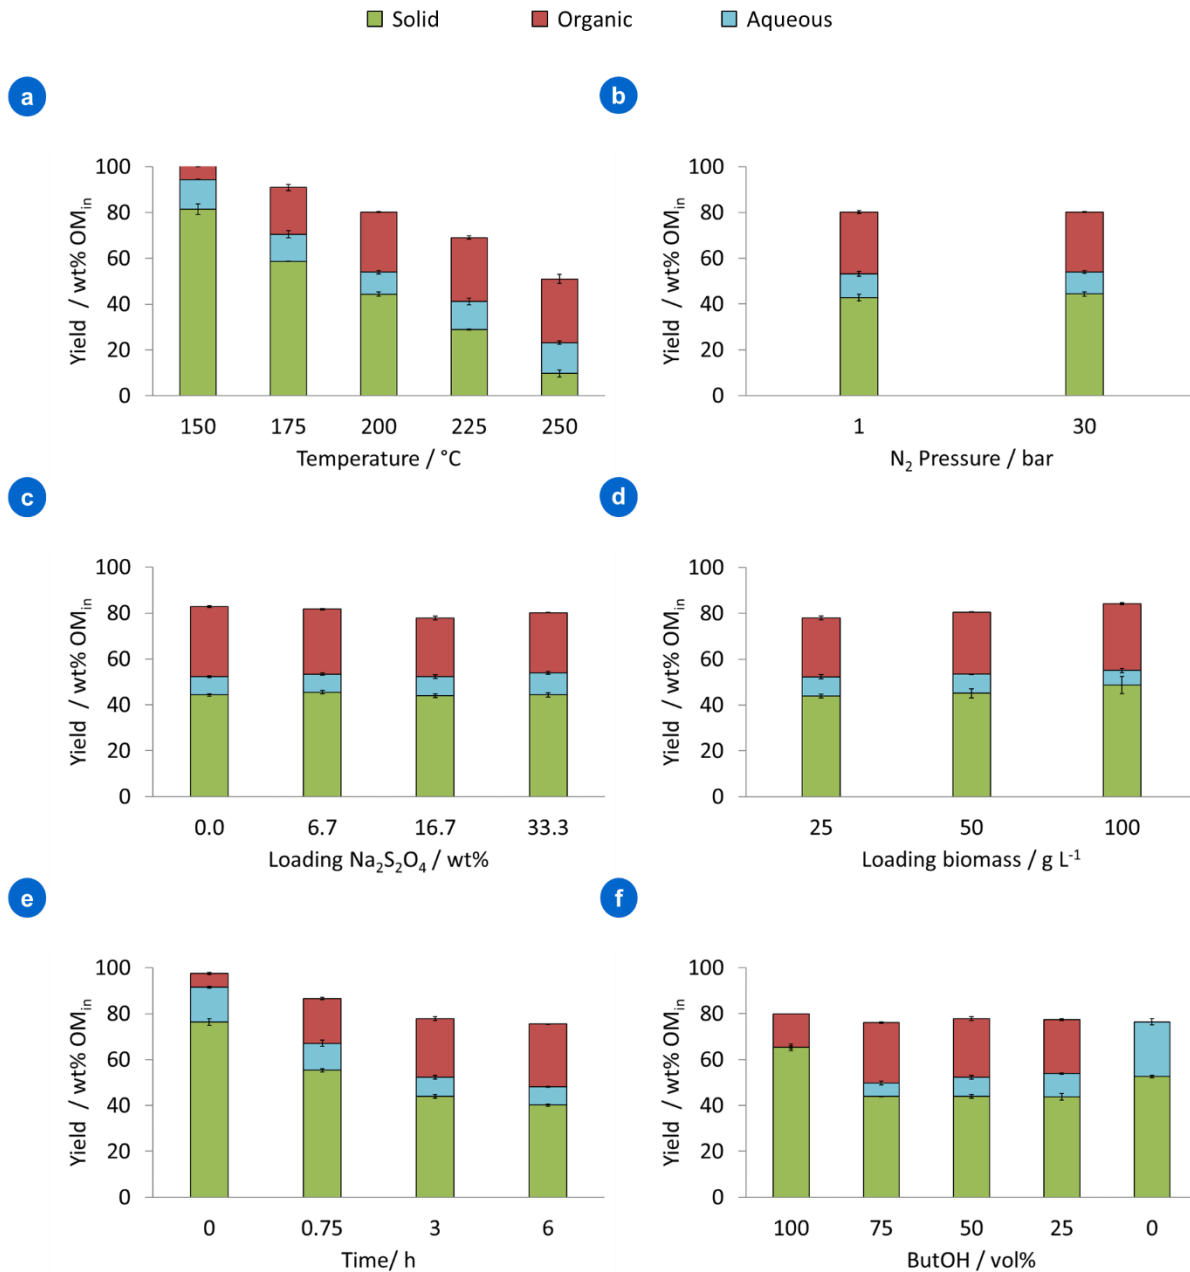 Solid Organic Aqueous
a
Yield / wt% OMin
100
80
60
40
20
0
150 175 200 225 250
Temperature / °C
b
Yield / wt% OMin
100
80
60
40
20
0
1 30
N2 Pressure / bar
c
Yield / wt% OMin
100
80
60
40
20
0
0.0 6.7 16.7 33.3
Loading Na2S2O4 / wt%
d
Yield / wt% OMin
100
80
60
40
20
0
25 50 100
Loading biomass / g L-1
e
Yield / wt% OMin
100
80
60
40
20
0
0 0.75 3 6
Time/ h
f
Yield / wt% OMin
100
80
60
40
20
0
100 75 50 25 0
ButOH / vol%